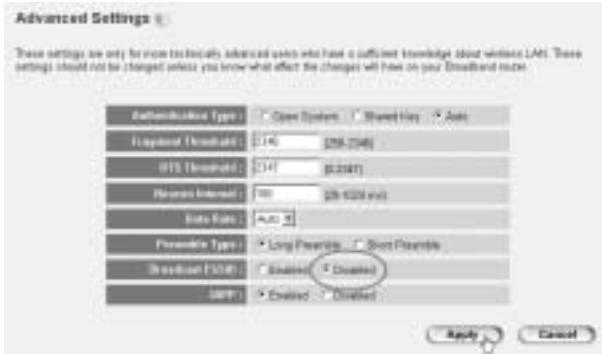 Advanced Settings
These settings are only for more technically advanced users who have a sufficient knowledge about wireless LAN. These
settings should not be changed unless you know what effect the changes will have on your Broadband router.
Authentication Type : Open System Shared Key Auto
Fragment Threshold : 2346 (256-2346)
RTS Threshold : 2347 (0-2347)
Beacon Interval : 100 (20-1024 ms)
Data Rate : Auto
Preamble Type : Long Preamble Short Preamble
Broadcast ESSID : Enabled Disabled
IAPP : Enabled Disabled
Apply Cancel